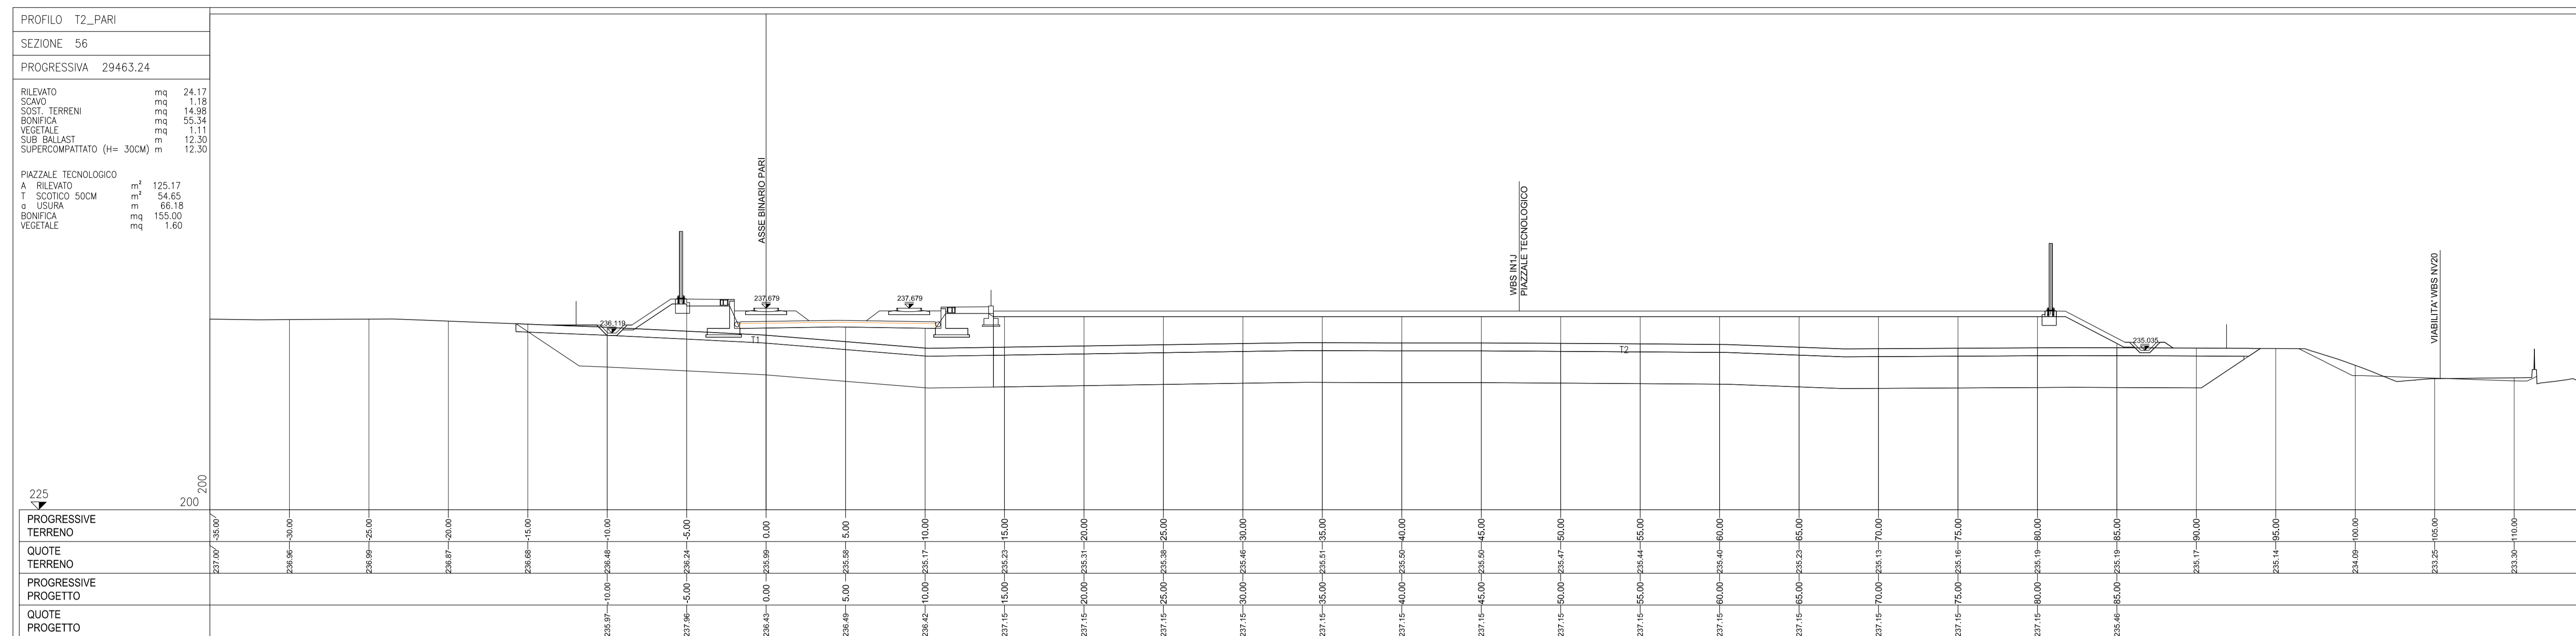 PROFILO T2_PARI
SEZIONE 56
PROGRESSIVA 29463.24
RILEVATO mq 24.17
SCAVO mq 1.18
SOST. TERRENI mq 14.98
BONIFICA mq 55.34
VEGETALE mq 1.11
SUB BALLAST m 12.30
SUPERCOMPATTATO (H= 30CM) m 12.30
PIAZZALE TECNOLOGICO
A RILEVATO m² 125.17
T SCOTICO 50CM m² 54.65
a USURA m 66.18
BONIFICA mq 155.00
VEGETALE mq 1.60
ASSE BINARIO PARI
WBS IN1J
PIAZZALE TECNOLOGICO
VIABILITA' WBS NV20
237.679
237.679
236.119
235.035
T1
T2
225
200
200
PROGRESSIVE
TERRENO
-35.00 -30.00 -25.00 -20.00 -15.00 -10.00 -5.00 0.00 5.00 10.00 15.00 20.00 25.00 30.00 35.00 40.00 45.00 50.00 55.00 60.00 65.00 70.00 75.00 80.00 85.00 90.00 95.00 100.00 105.00 110.00
QUOTE
TERRENO
237.00 236.96 236.99 236.87 236.68 236.48 236.24 235.99 235.58 235.17 235.23 235.31 235.38 235.46 235.51 235.50 235.50 235.47 235.44 235.40 235.23 235.13 235.16 235.19 235.19 235.17 235.14 234.09 233.25 233.30
PROGRESSIVE
PROGETTO
-10.00 -5.00 0.00 5.00 10.00 15.00 20.00 25.00 30.00 35.00 40.00 45.00 50.00 55.00 60.00 65.00 70.00 75.00 80.00 85.00
QUOTE
PROGETTO
235.97 237.96 236.43 236.49 236.42 237.15 237.15 237.15 237.15 237.15 237.15 237.15 237.15 237.15 237.15 237.15 237.15 237.15 237.15 235.46